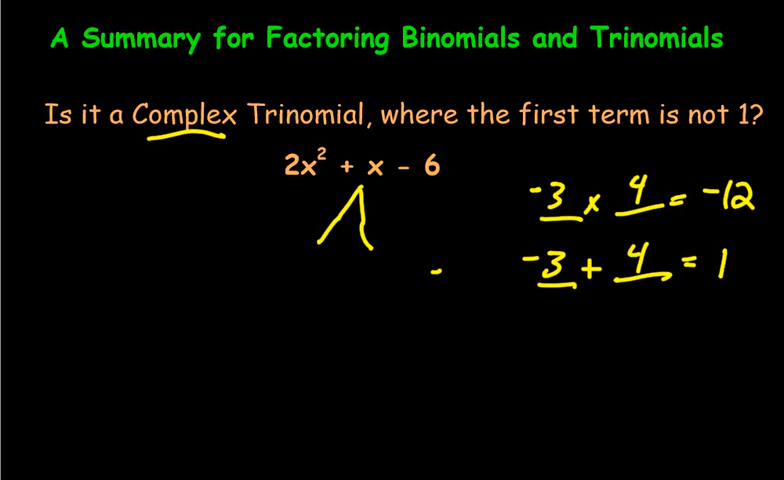 A Summary for Factoring Binomials and Trinomials
Is it a Complex Trinomial, where the first term is not 1?
2x² + x - 6
-3 x 4 = -12
-3 + 4 = 1
-